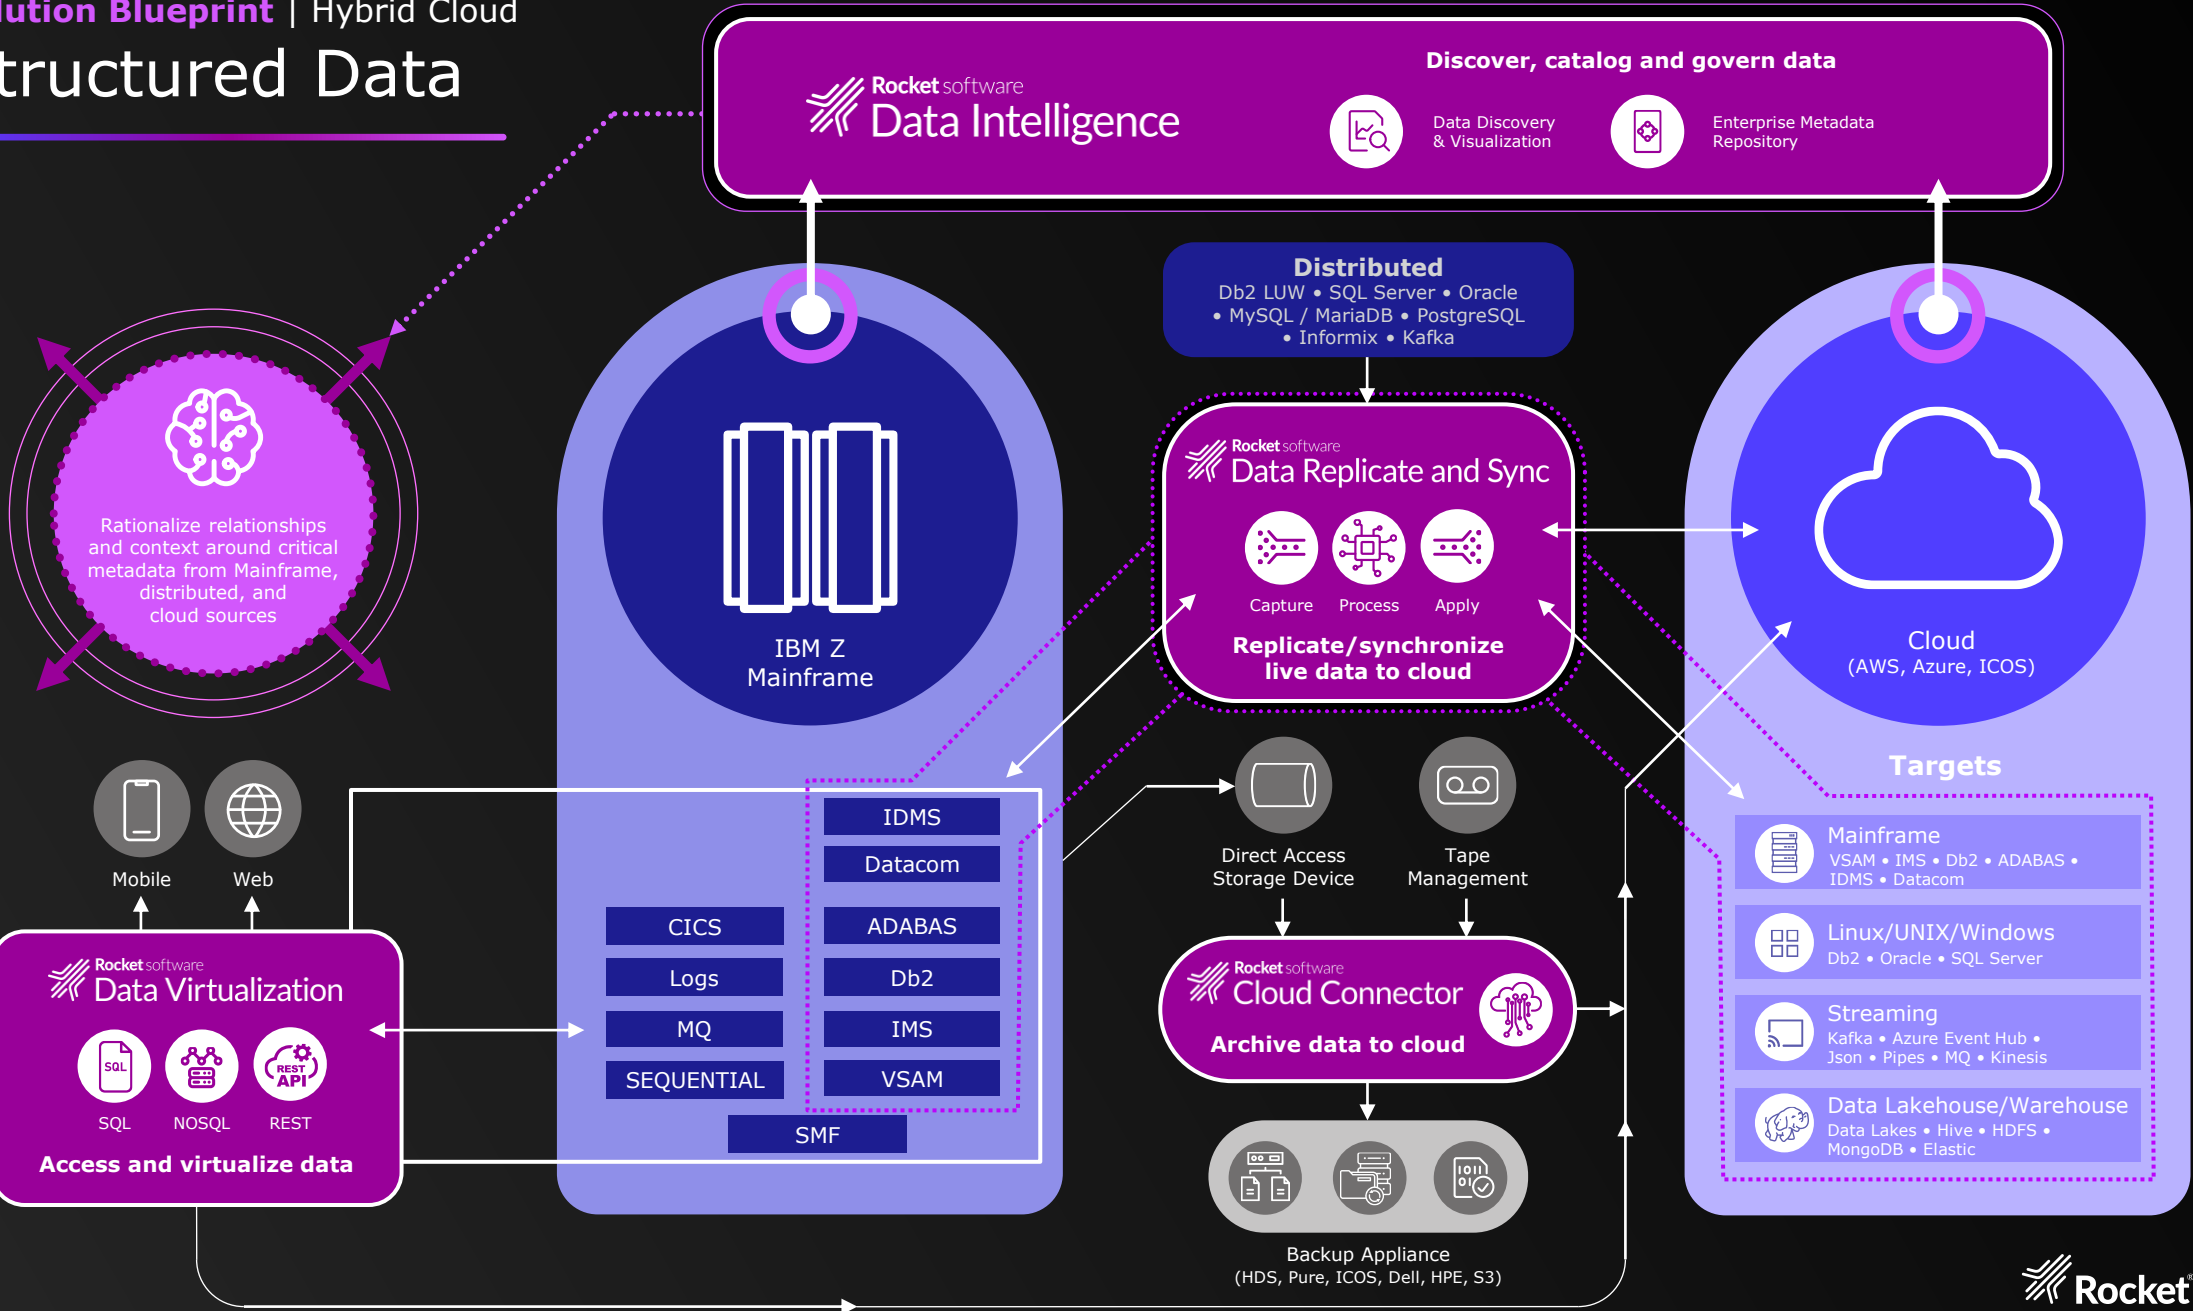 lution Blueprint | Hybrid Cloud
tructured Data
Rocket software
Data Intelligence
Discover, catalog and govern data
Data Discovery
& Visualization
Enterprise Metadata
Repository
Rationalize relationships
and context around critical
metadata from Mainframe,
distributed, and
cloud sources
IBM Z
Mainframe
Distributed
Db2 LUW • SQL Server • Oracle
• MySQL / MariaDB • PostgreSQL
• Informix • Kafka
Rocket software
Data Replicate and Sync
Capture
Process
Apply
Replicate/synchronize
live data to cloud
Cloud
(AWS, Azure, ICOS)
Mobile
Web
Rocket software
Data Virtualization
SQL
REST
API
SQL
NOSQL
REST
Access and virtualize data
IDMS
Datacom
CICS
ADABAS
Logs
Db2
MQ
IMS
SEQUENTIAL
VSAM
SMF
Direct Access
Storage Device
Tape
Management
Rocket software
Cloud Connector
Archive data to cloud
Backup Appliance
(HDS, Pure, ICOS, Dell, HPE, S3)
Targets
Mainframe
VSAM • IMS • Db2 • ADABAS •
IDMS • Datacom
Linux/UNIX/Windows
Db2 • Oracle • SQL Server
Streaming
Kafka • Azure Event Hub •
Json • Pipes • MQ • Kinesis
Data Lakehouse/Warehouse
Data Lakes • Hive • HDFS •
MongoDB • Elastic
Rocket®